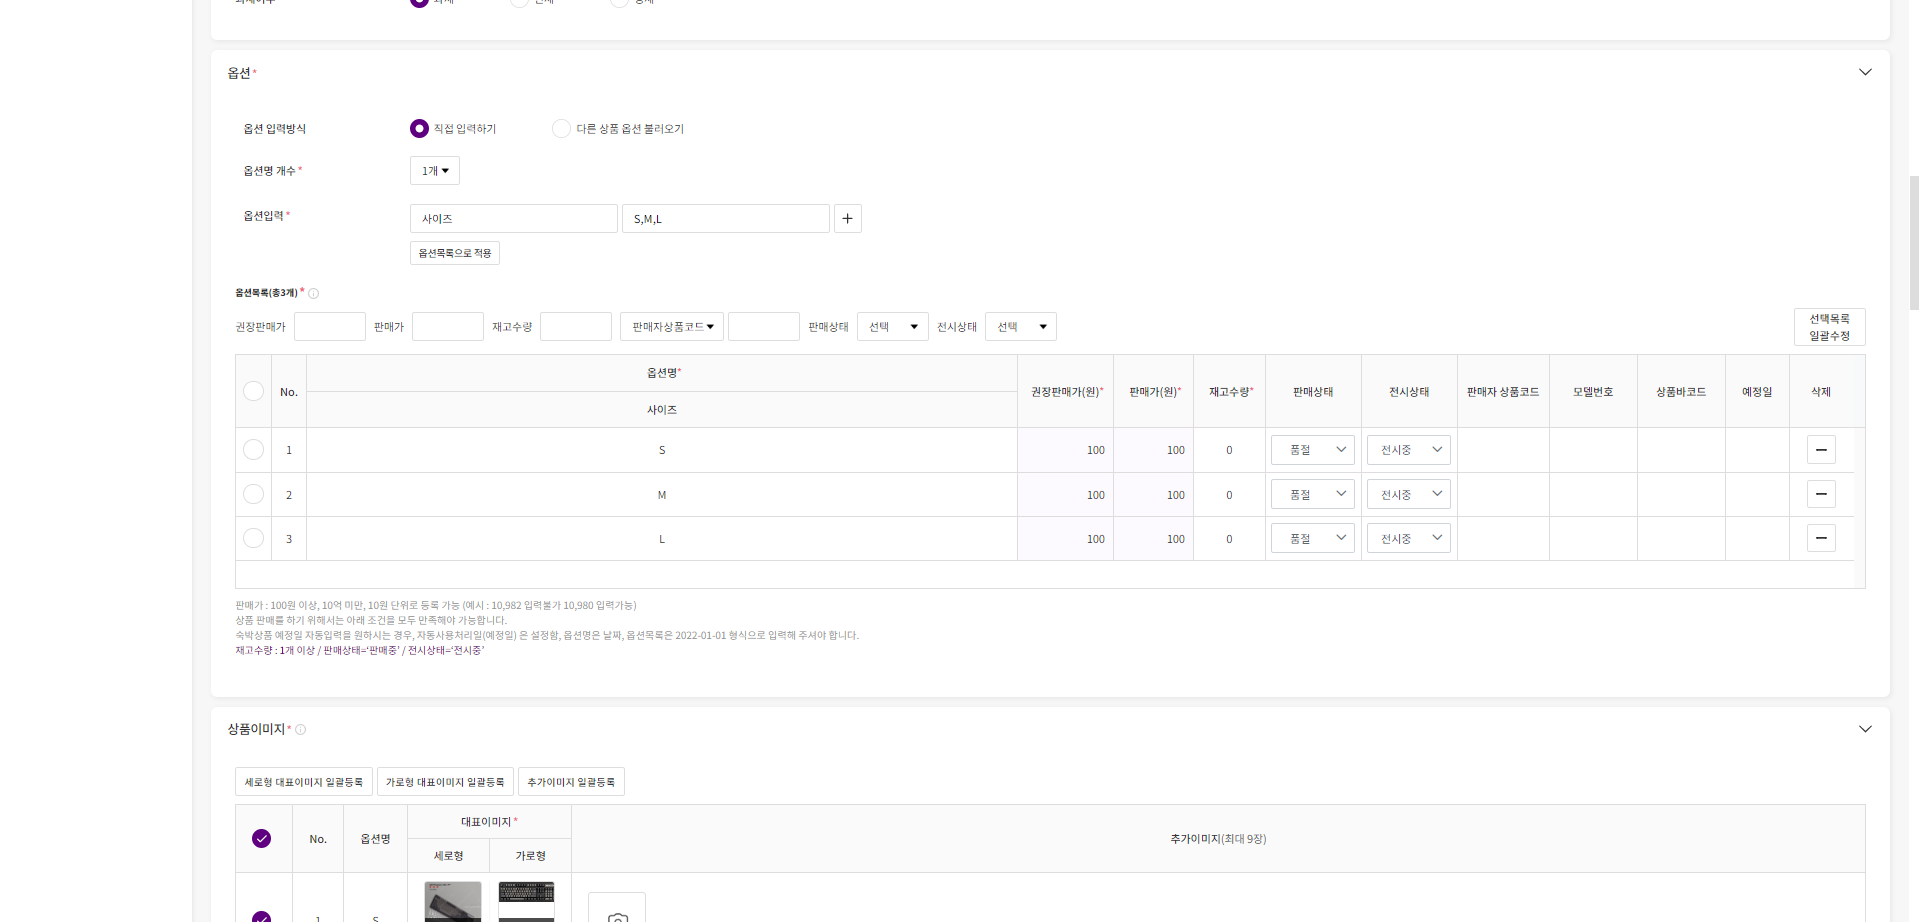 옵션*
옵션 입력방식
직접 입력하기
다른 상품 옵션 불러오기
옵션명 개수*
1개
옵션입력*
사이즈
S,M,L
+
옵션목록으로 적용
옵션목록(총3개)*
권장판매가
판매가
재고수량
판매자상품코드
판매상태
선택
전시상태
선택
선택목록
일괄수정
No.
옵션명*
사이즈
권장판매가(원)*
판매가(원)*
재고수량*
판매상태
전시상태
판매자 상품코드
모델번호
상품바코드
예정일
삭제
1 S 100 100 0 품절 전시중
2 M 100 100 0 품절 전시중
3 L 100 100 0 품절 전시중
판매가 : 100원 이상, 10억 미만, 10원 단위로 등록 가능 (예시 : 10,982 입력불가 10,980 입력가능)
상품 판매를 하기 위해서는 아래 조건을 모두 만족해야 가능합니다.
숙박상품 예정일 자동입력을 원하시는 경우, 자동사용처리일(예정일) 은 설정함, 옵션명은 날짜, 옵션목록은 2022-01-01 형식으로 입력해 주셔야 합니다.
재고수량 : 1개 이상 / 판매상태='판매중' / 전시상태='전시중'
상품이미지*
세로형 대표이미지 일괄등록
가로형 대표이미지 일괄등록
추가이미지 일괄등록
No.
옵션명
대표이미지*
세로형
가로형
추가이미지(최대 9장)
1 S